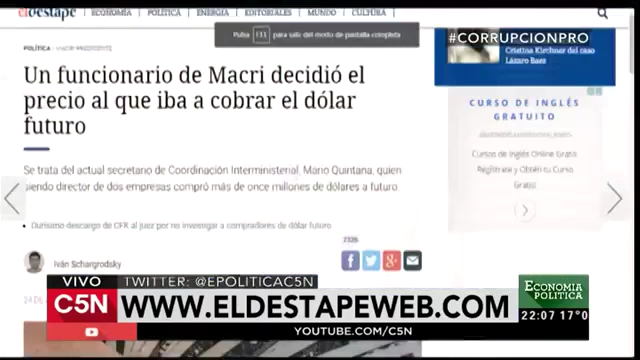 eldestape
ECONOMÍA
POLÍTICA
ENERGÍA
EDITORIALES
MUNDO
CULTURA
Pulsa F11 para salir del modo de pantalla completa
#CORRUPCIONPRO
POLÍTICA
Un funcionario de Macri decidió el
precio al que iba a cobrar el dólar
futuro
Cristina Kirchner del caso
Lázaro Baez
CURSO DE INGLÉS
GRATUITO
Cursos de Inglés Online Gratis
Regístrate y Obtén tu Curso
Gratis!
Se trata del actual secretario de Coordinación Interministerial, Mario Quintana, quien
siendo director de dos empresas compró más de once millones de dólares a futuro.
Durísimo descargo de CFK al juez por no investigar a compradores de dólar futuro
2326
Iván Schargrodsky
VIVO
TWITTER: @EPOLITICAC5N
C5N
WWW.ELDESTAPEWEB.COM
YOUTUBE.COM/C5N
ECONOMIA
POLITICA
22:07 17°0